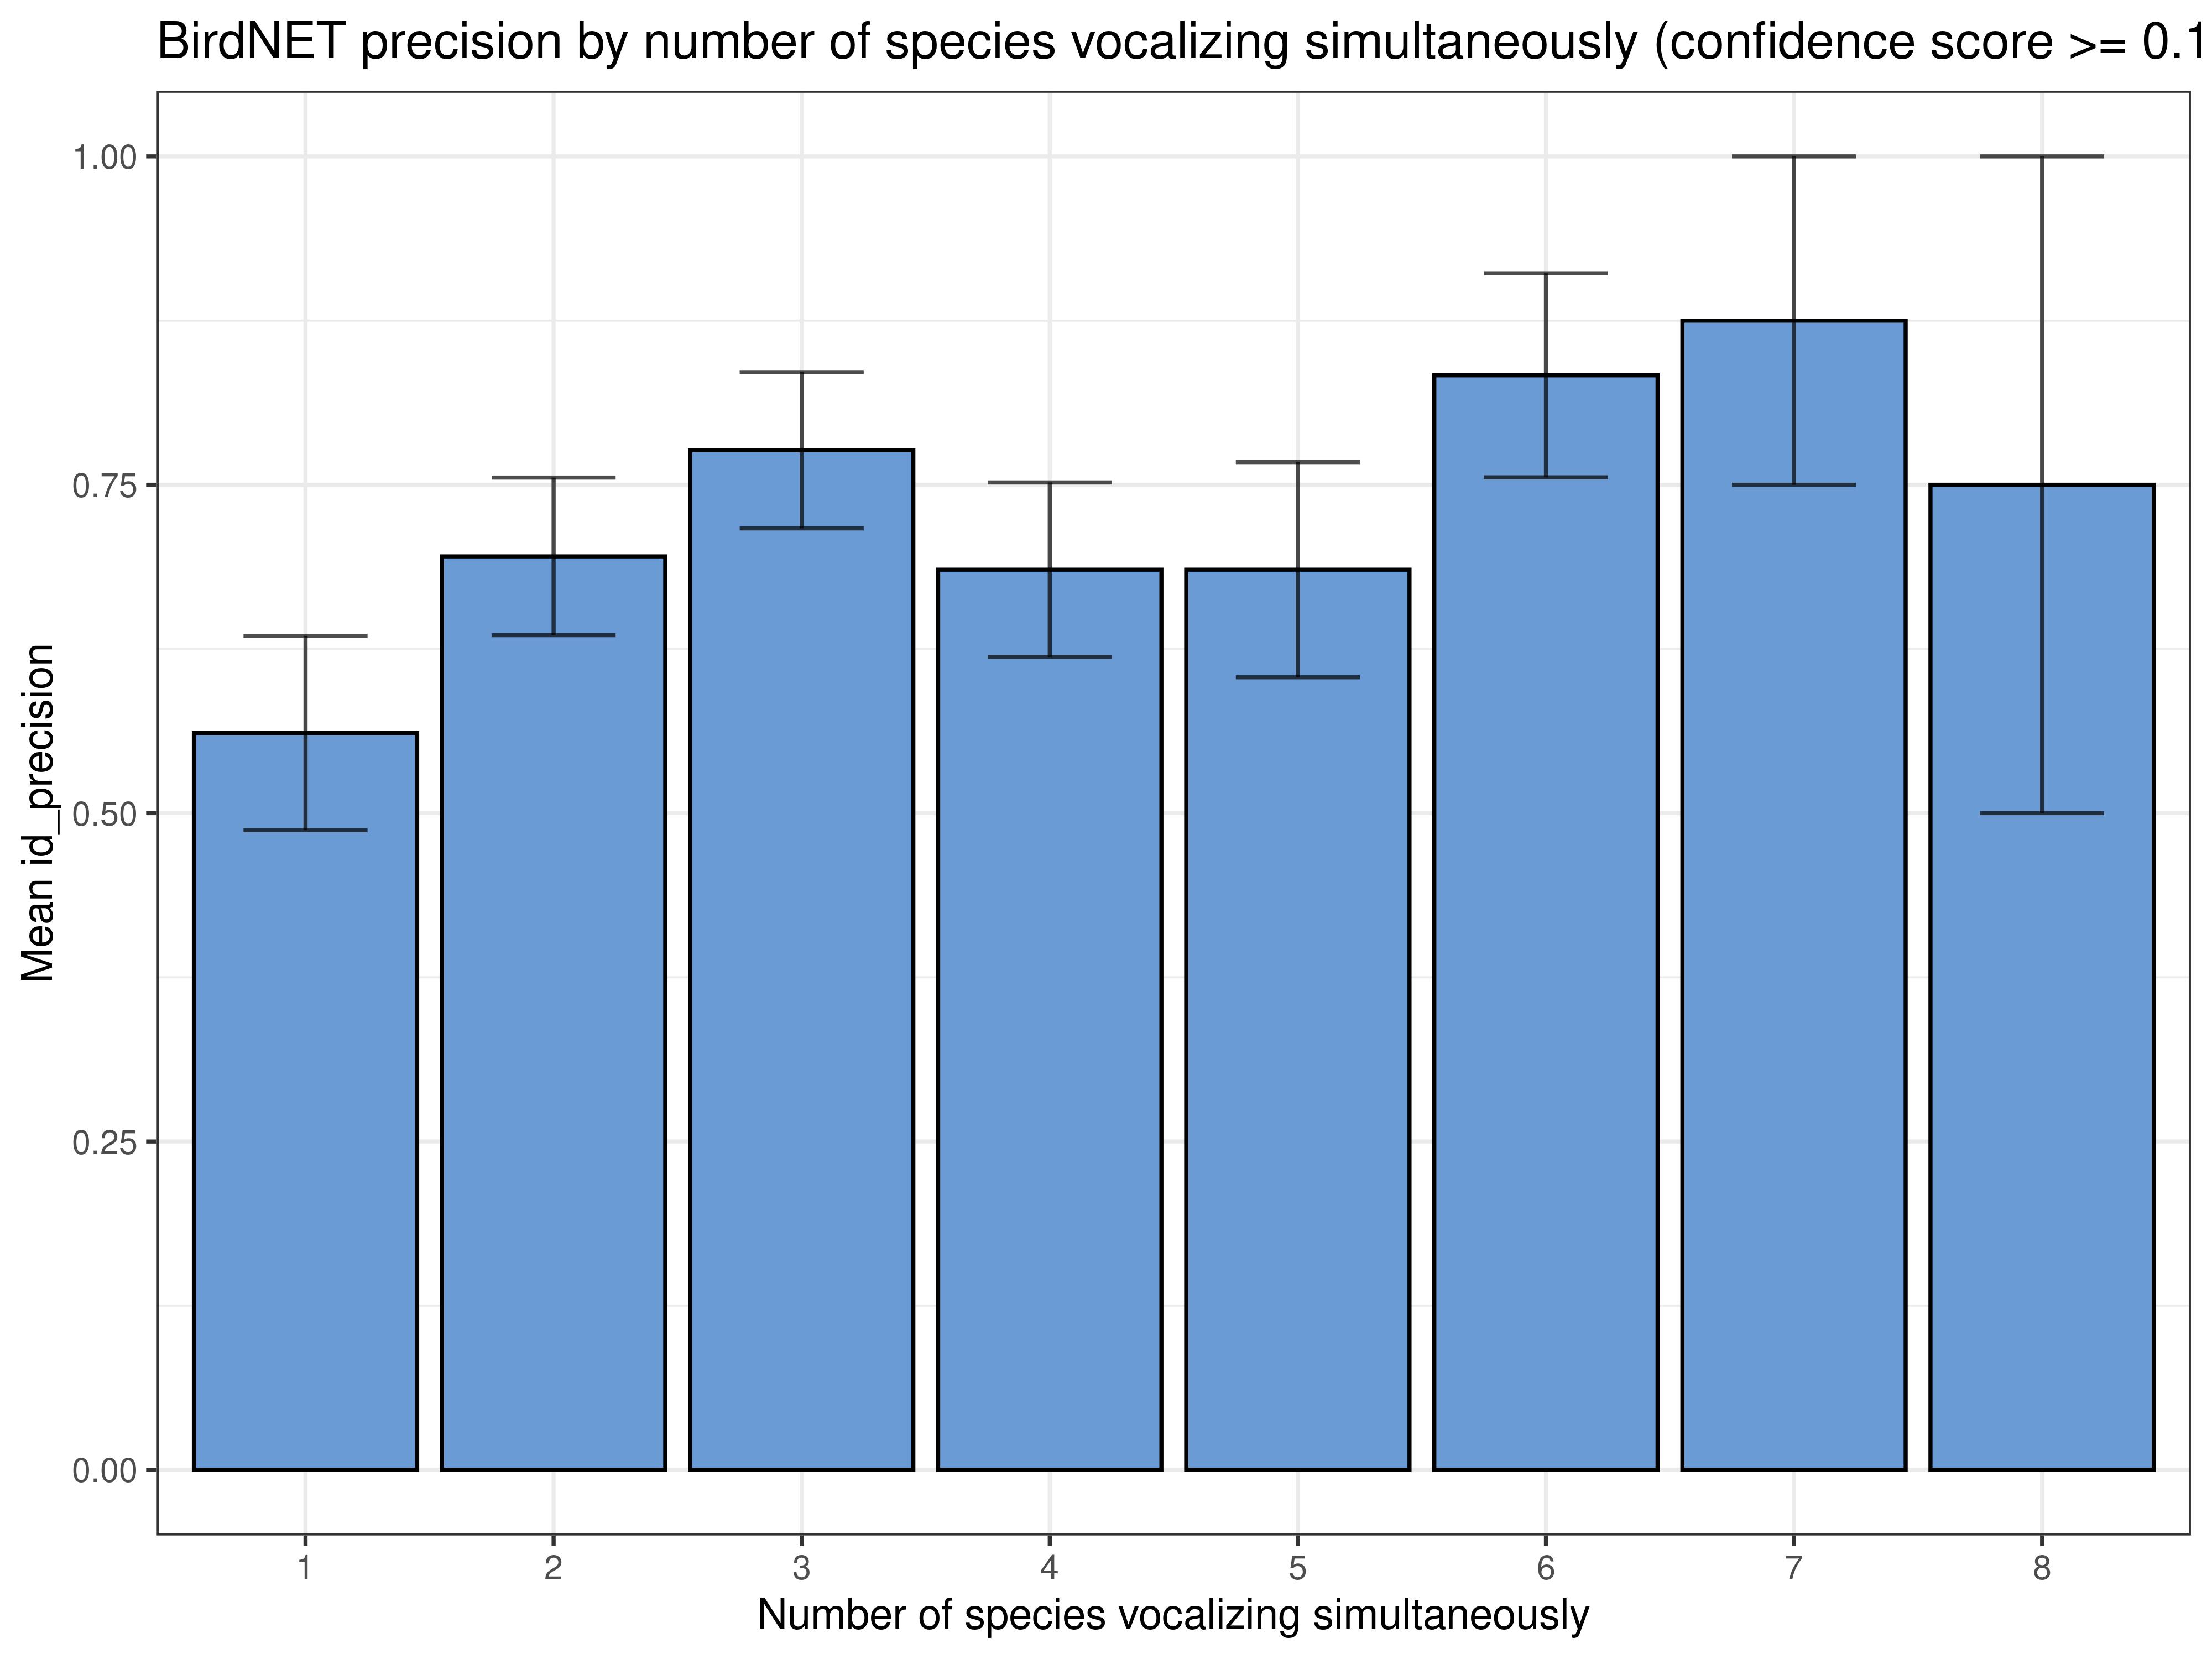 BirdNET precision by number of species vocalizing simultaneously (confidence score >= 0.1
Mean id_precision
1.00
0.75
0.50
0.25
0.00
1 2 3 4 5 6 7 8
Number of species vocalizing simultaneously